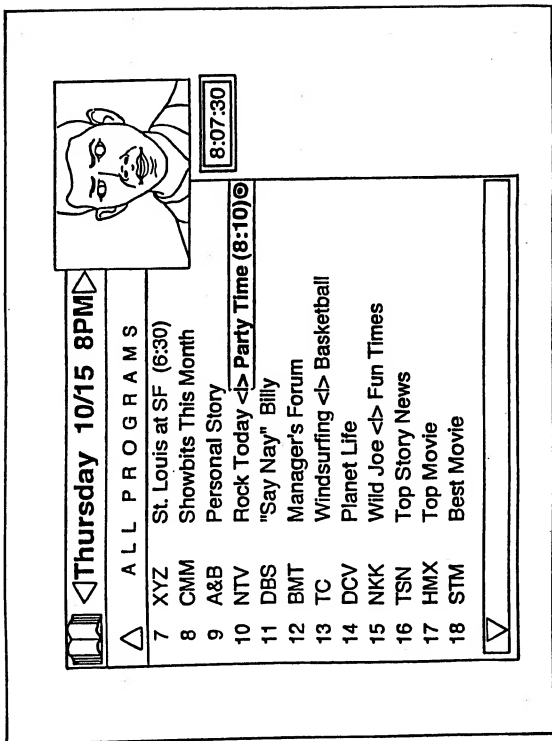 ◁Thursday 10/15 8PM▷
ALL PROGRAMS
8:07:30
7 XYZ St. Louis at SF (6:30)
8 CMM Showbits This Month
9 A&B Personal Story
10 NTV Rock Today <|> Party Time (8:10)⊙
11 DBS "Say Nay" Billy
12 BMT Manager's Forum
13 TC Windsurfing <|> Basketball
14 DCV Planet Life
15 NKK Wild Joe <|> Fun Times
16 TSN Top Story News
17 HMX Top Movie
18 STM Best Movie